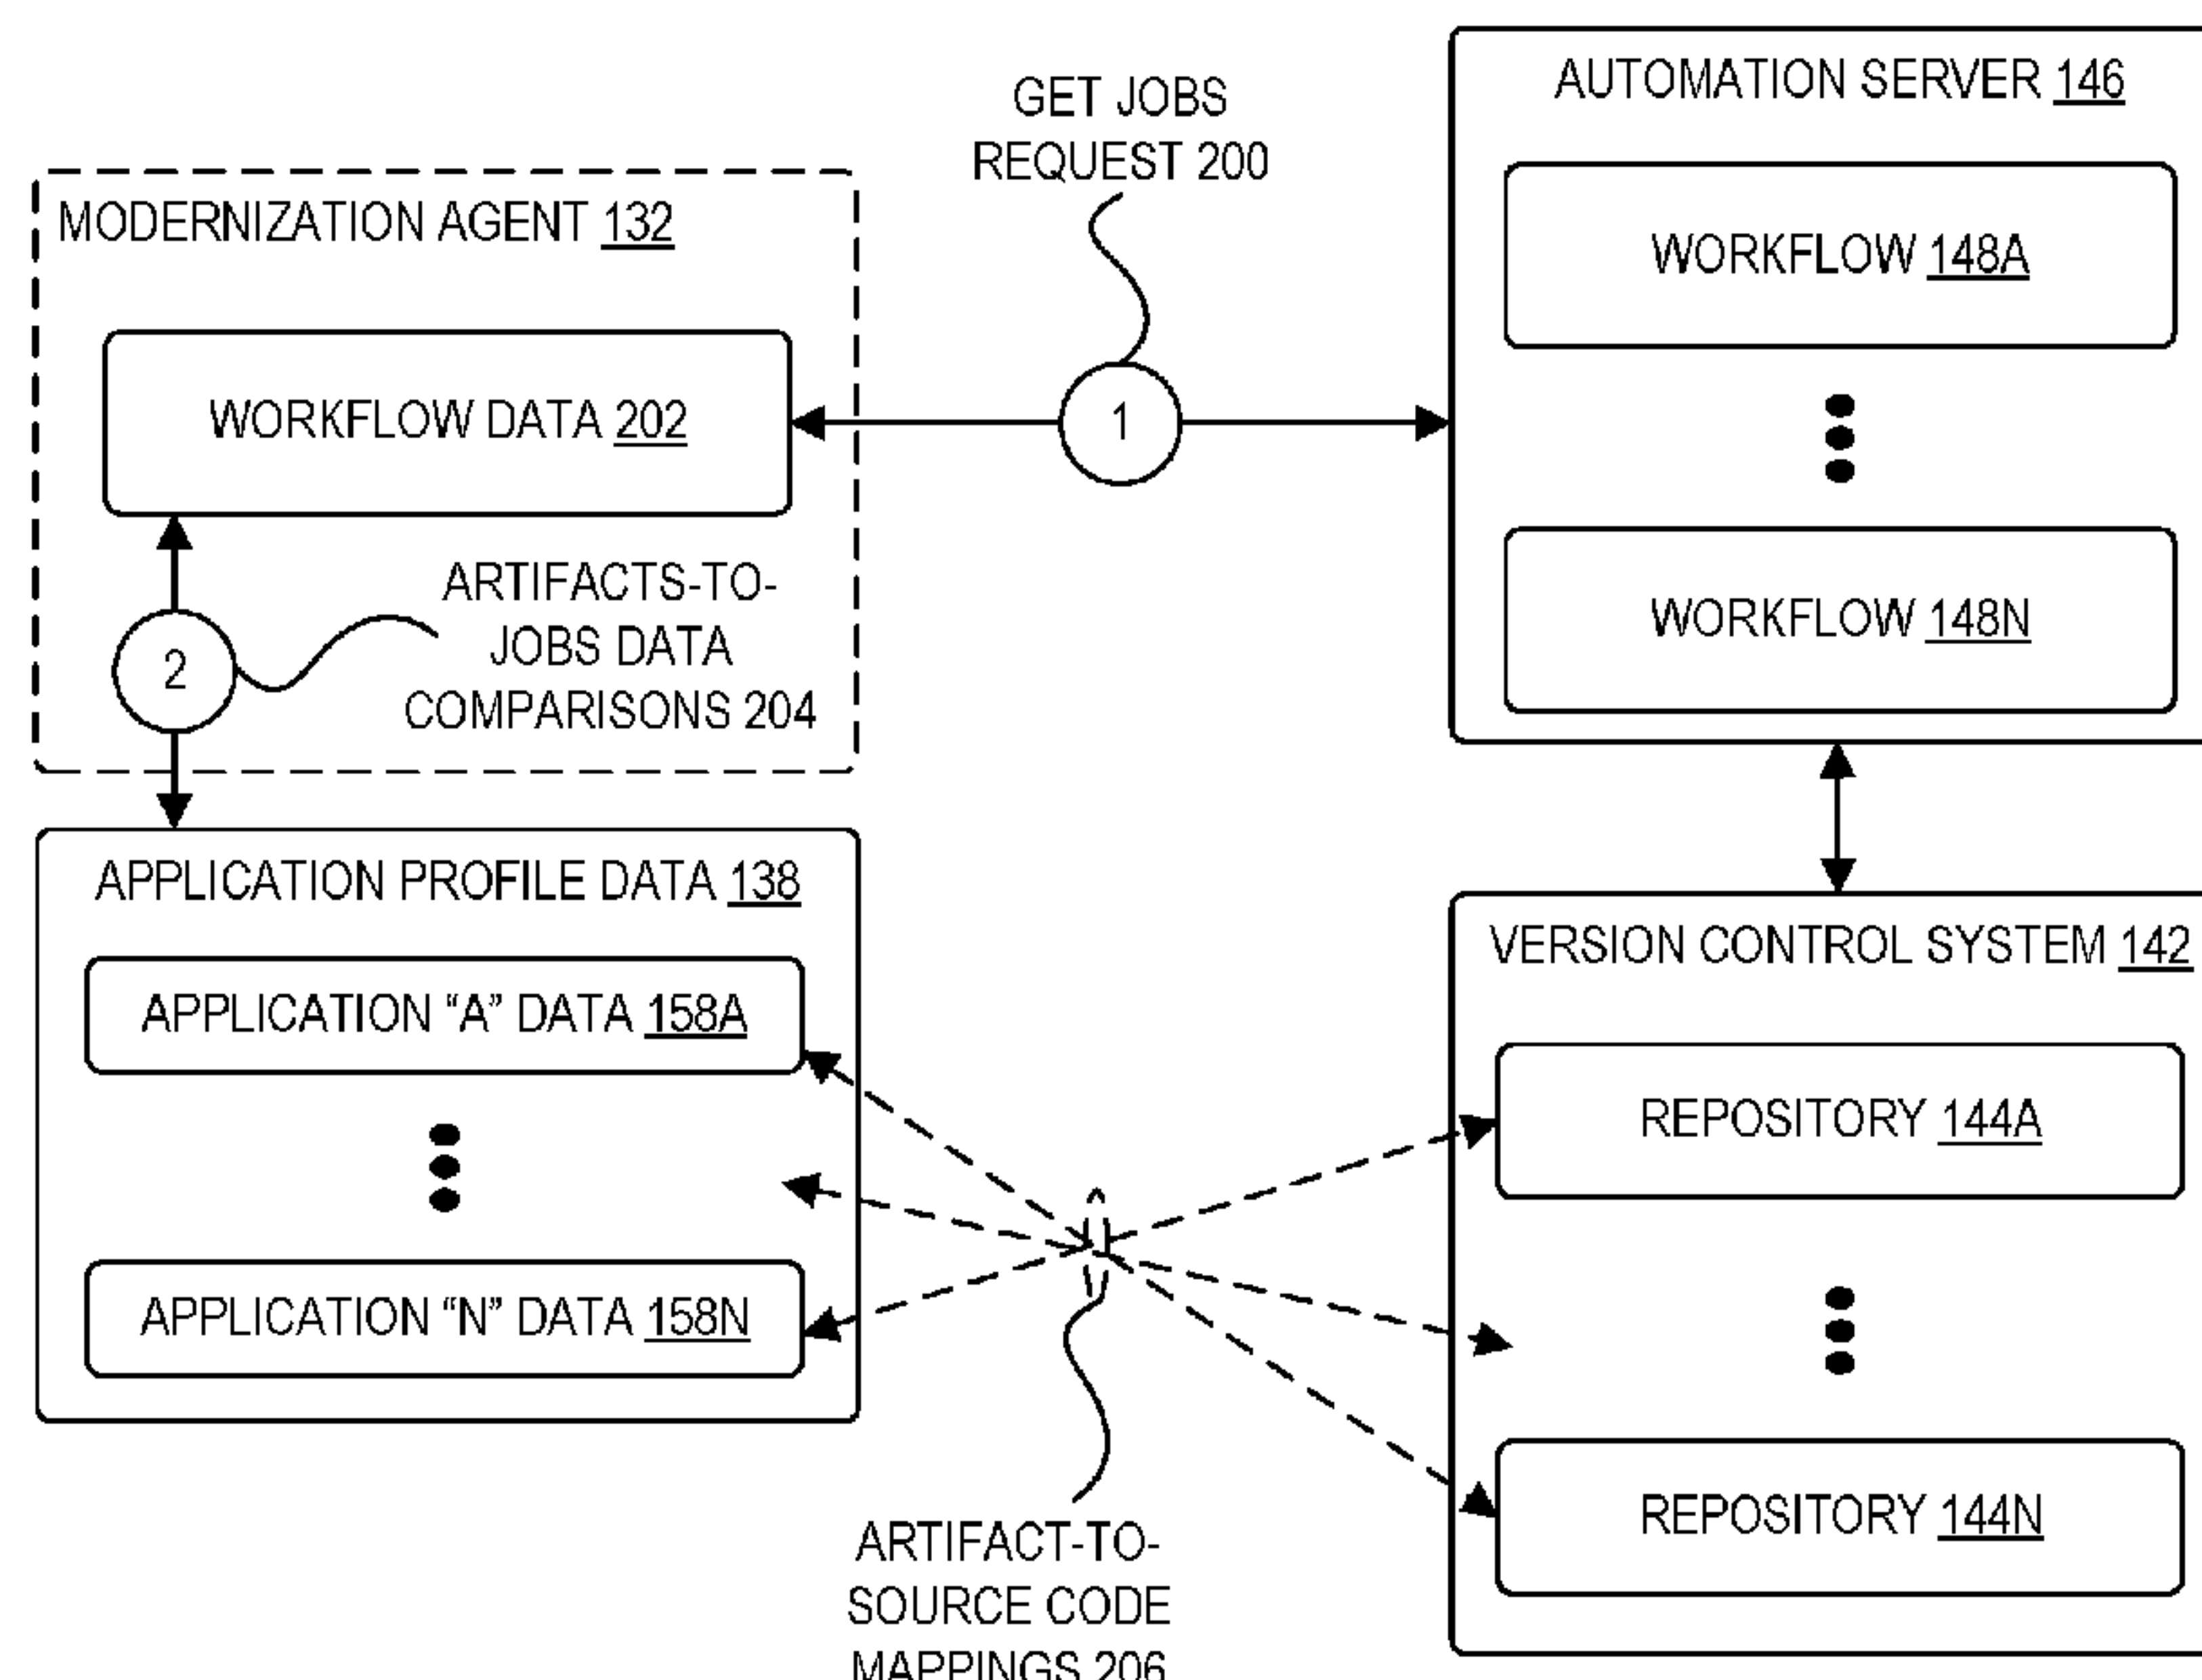 GET JOBS
REQUEST 200
MODERNIZATION AGENT 132
WORKFLOW DATA 202
1
2
ARTIFACTS-TO-
JOBS DATA
COMPARISONS 204
AUTOMATION SERVER 146
WORKFLOW 148A
WORKFLOW 148N
APPLICATION PROFILE DATA 138
APPLICATION “A” DATA 158A
APPLICATION “N” DATA 158N
VERSION CONTROL SYSTEM 142
REPOSITORY 144A
REPOSITORY 144N
ARTIFACT-TO-
SOURCE CODE
MAPPINGS 206